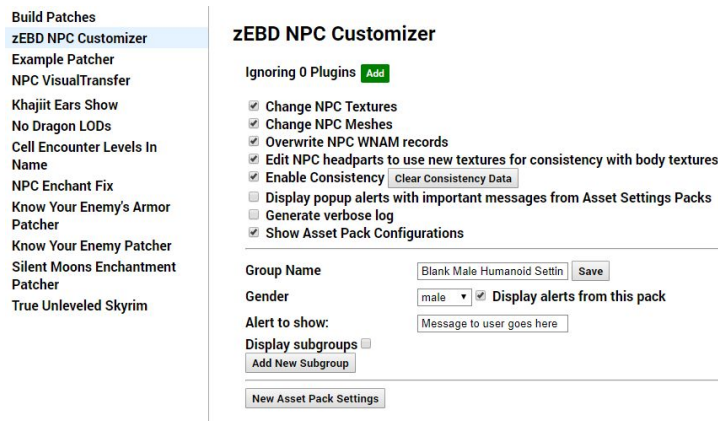 Build Patches
zEBD NPC Customizer
Example Patcher
NPC VisualTransfer
Khajiit Ears Show
No Dragon LODs
Cell Encounter Levels In
Name
NPC Enchant Fix
Know Your Enemy's Armor
Patcher
Know Your Enemy Patcher
Silent Moons Enchantment
Patcher
True Unleveled Skyrim
zEBD NPC Customizer
Ignoring 0 Plugins Add
Change NPC Textures
Change NPC Meshes
Overwrite NPC WNAM records
Edit NPC headparts to use new textures for consistency with body textures
Enable Consistency Clear Consistency Data
Display popup alerts with important messages from Asset Settings Packs
Generate verbose log
Show Asset Pack Configurations
Group Name Blank Male Humanoid Settin Save
Gender male Display alerts from this pack
Alert to show: Message to user goes here
Display subgroups
Add New Subgroup
New Asset Pack Settings